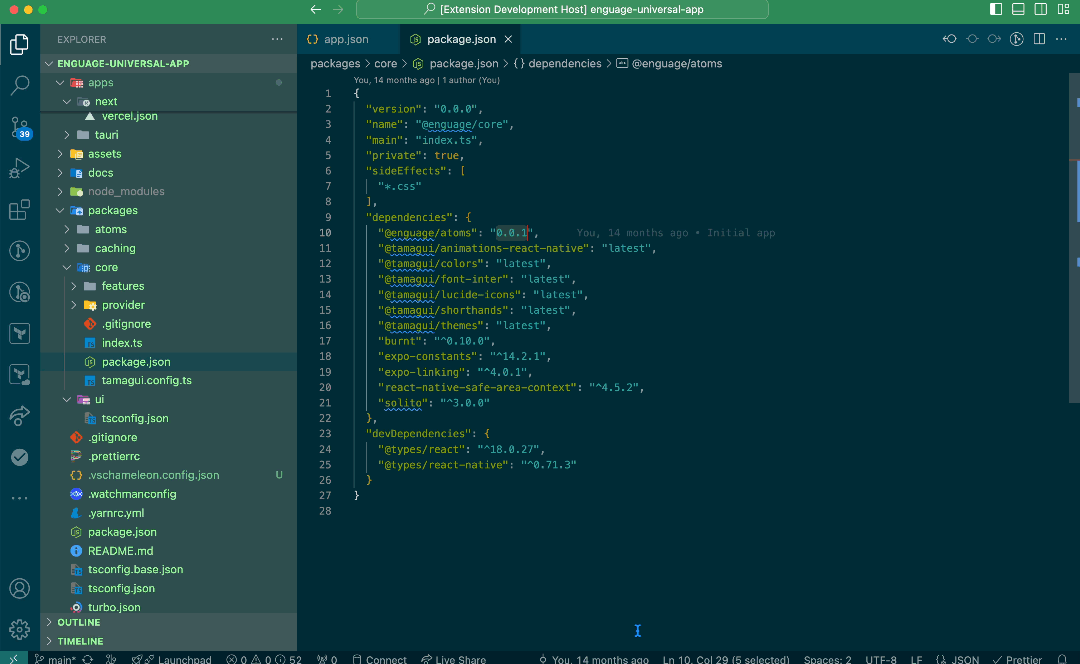 [Extension Development Host] enguage-universal-app
EXPLORER
ENGUAGE-UNIVERSAL-APP
apps
next
vercel.json
tauri
assets
docs
node_modules
packages
atoms
caching
core
features
provider
.gitignore
index.ts
package.json
tamagui.config.ts
ui
tsconfig.json
.gitignore
.prettierrc
.vschameleon.config.json U
.watchmanconfig
.yarnrc.yml
package.json
README.md
tsconfig.base.json
tsconfig.json
turbo.json
OUTLINE
TIMELINE
39
app.json package.json
packages > core > package.json > {} dependencies > @enguage/atoms
You, 14 months ago | 1 author (You)
1 {
2 "version": "0.0.0",
3 "name": "@enguage/core",
4 "main": "index.ts",
5 "private": true,
6 "sideEffects": [
7 "*.css"
8 ],
9 "dependencies": {
10 "@enguage/atoms": "0.0.1", You, 14 months ago • Initial app
11 "@tamagui/animations-react-native": "latest",
12 "@tamagui/colors": "latest",
13 "@tamagui/font-inter": "latest",
14 "@tamagui/lucide-icons": "latest",
15 "@tamagui/shorthands": "latest",
16 "@tamagui/themes": "latest",
17 "burnt": "^0.10.0",
18 "expo-constants": "^14.2.1",
19 "expo-linking": "^4.0.1",
20 "react-native-safe-area-context": "^4.5.2",
21 "solito": "^3.0.0"
22 },
23 "devDependencies": {
24 "@types/react": "^18.0.27",
25 "@types/react-native": "^0.71.3"
26 }
27 }
28
main* Launchpad 0 0 52 0 Connect Live Share You, 14 months ago Ln 10, Col 29 (5 selected) Spaces: 2 UTF-8 LF {} JSON Prettier